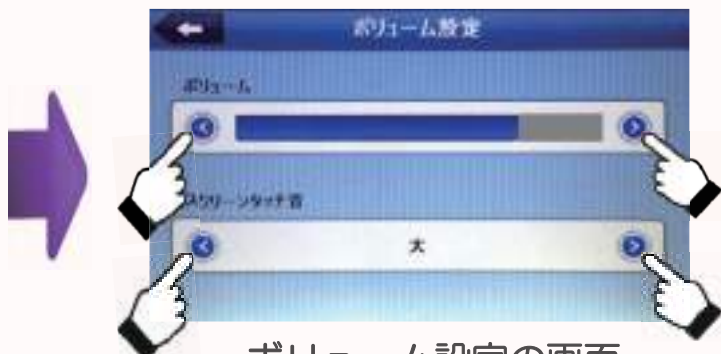 ボリューム設定
ボリューム
スクリーンタッチ音
大
ボリューム設定の画面